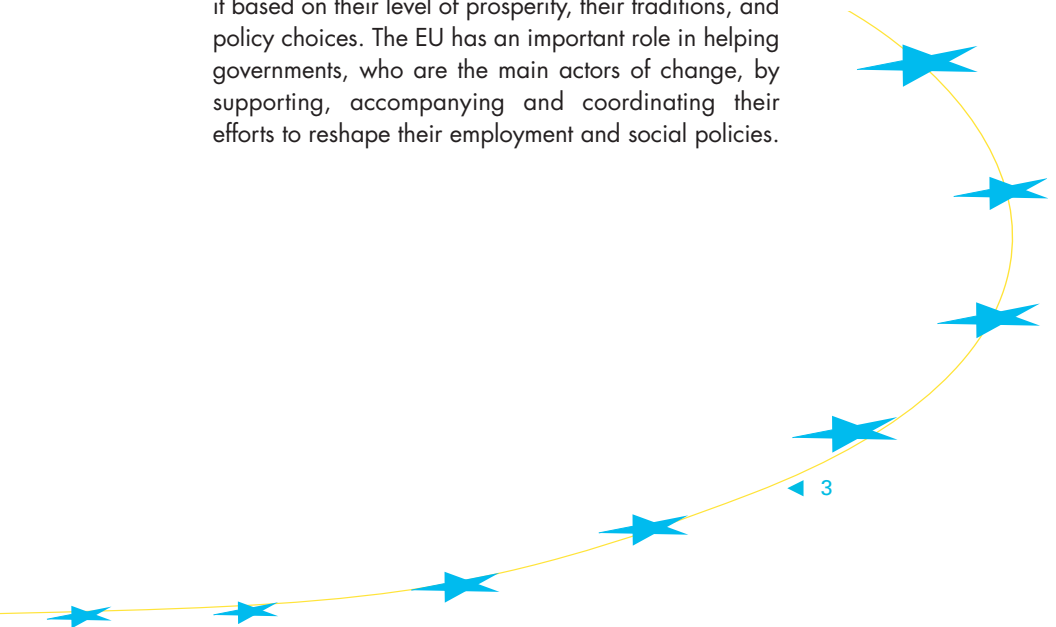 it based on their level of prosperity, their traditions, and
policy choices. The EU has an important role in helping
governments, who are the main actors of change, by
supporting, accompanying and coordinating their
efforts to reshape their employment and social policies.
3